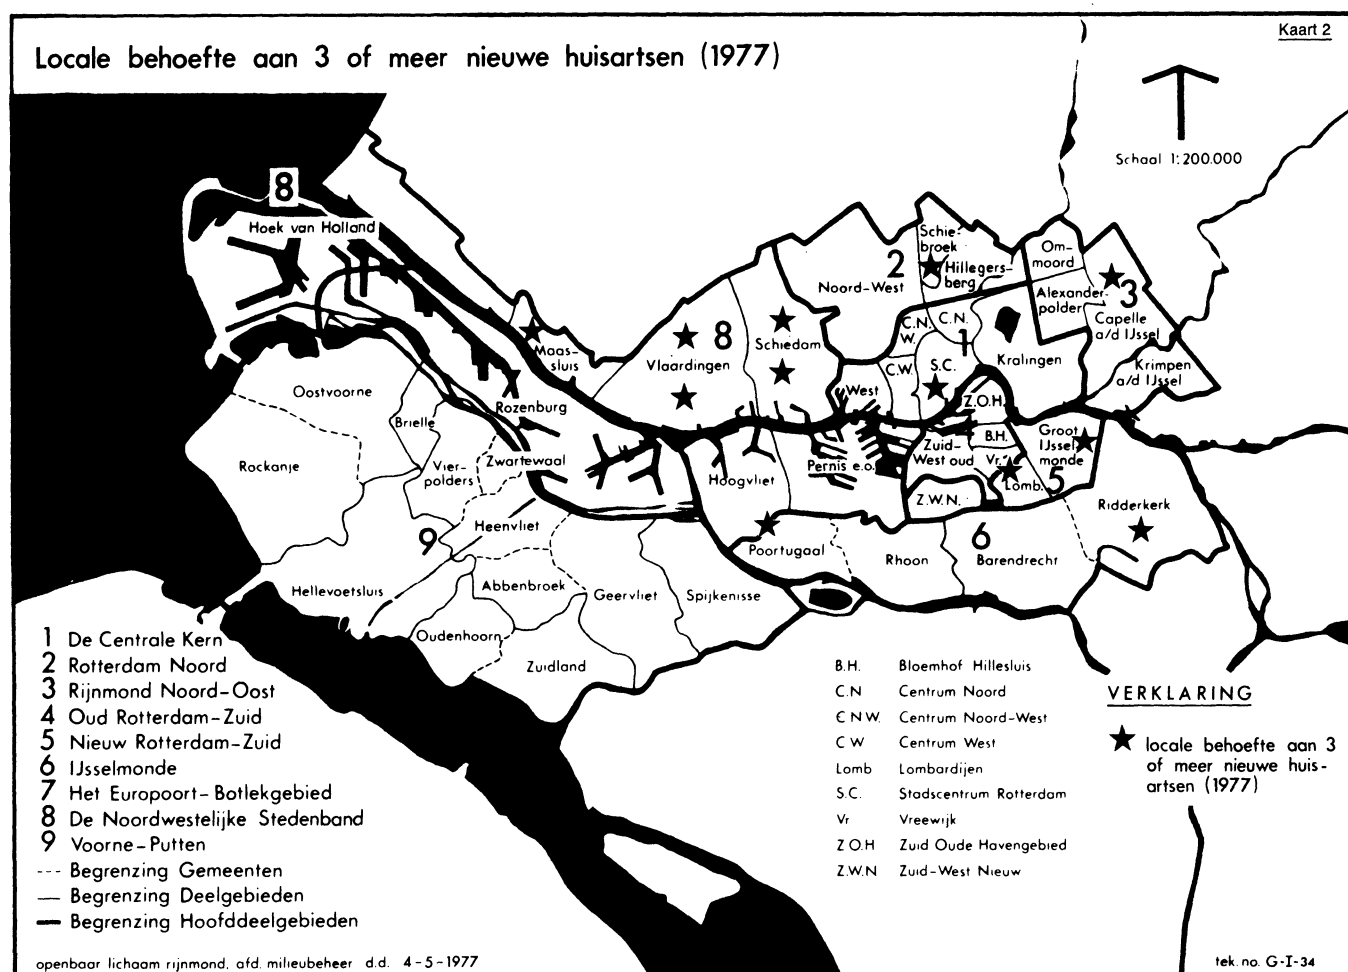 Kaart 2
Locale behoefte aan 3 of meer nieuwe huisartsen (1977)
Schaal 1:200.000
8
Hoek van Holland
Schie-
broek
Hillegers-
berg
2
Noord-West
Om-
moord
Alexander-
polder
3
Capelle
a/d IJssel
Krimpen
a/d IJssel
C.N.
W.
C.N.
1
Kralingen
C.W.
S.C.
West
8
Vlaardingen
Schiedam
Maas-
sluis
Z.O.H.
4
B.H.
Zuid-
West oud
Vr.
Lomb.
Groot
IJssel
monde
5
Z.W.N.
Oostvoorne
Brielle
Rozenburg
Rockanje
Vier-
polders
Zwartewaal
Hoogvliet
Pernis e.o.
Ridderkerk
Heenvliet
9
Poortugaal
Rhoon
6
Barendrecht
Hellevoetsluis
Abbenbroek
Geervliet
Spijkenisse
Oudenhoorn
Zuidland
1 De Centrale Kern
2 Rotterdam Noord
3 Rijnmond Noord-Oost
4 Oud Rotterdam-Zuid
5 Nieuw Rotterdam-Zuid
6 IJsselmonde
7 Het Europoort-Botlekgebied
8 De Noordwestelijke Stedenband
9 Voorne-Putten
--- Begrenzing Gemeenten
— Begrenzing Deelgebieden
— Begrenzing Hoofddeelgebieden
B.H. Bloemhof Hillesluis
C.N Centrum Noord
C N W. Centrum Noord-West
C W Centrum West
Lomb Lombardijen
S.C. Stadscentrum Rotterdam
Vr Vreewijk
Z O.H Zuid Oude Havengebied
Z.W.N Zuid-West Nieuw
VERKLARING
★ locale behoefte aan 3
of meer nieuwe huis-
artsen (1977)
openbaar lichaam rijnmond, afd. milieubeheer d.d. 4-5-1977
tek. no. G-I-34